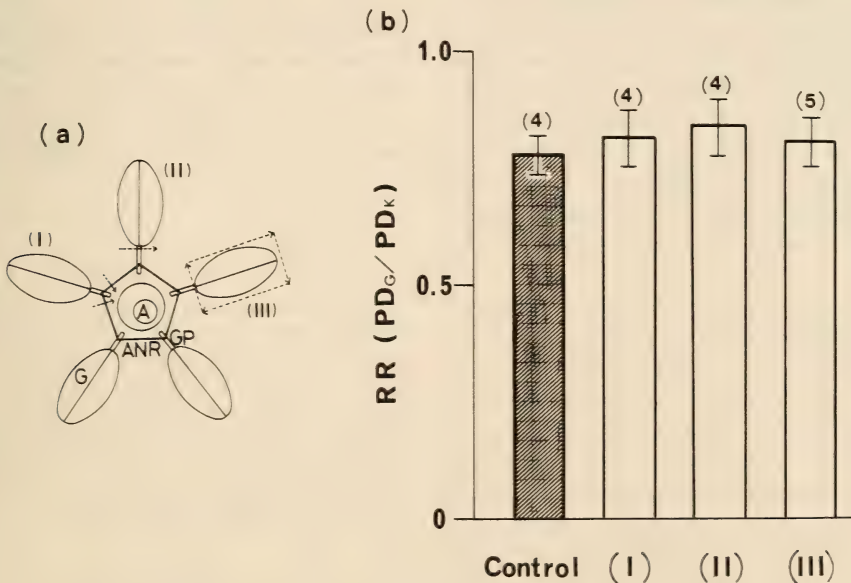 (a)
(I)
(II)
(III)
A
ANR
GP
G
(b)
RR (PDG/PDK)
1.0
0.5
0
(4)
(4)
(4)
(5)
Control
(I)
(II)
(III)